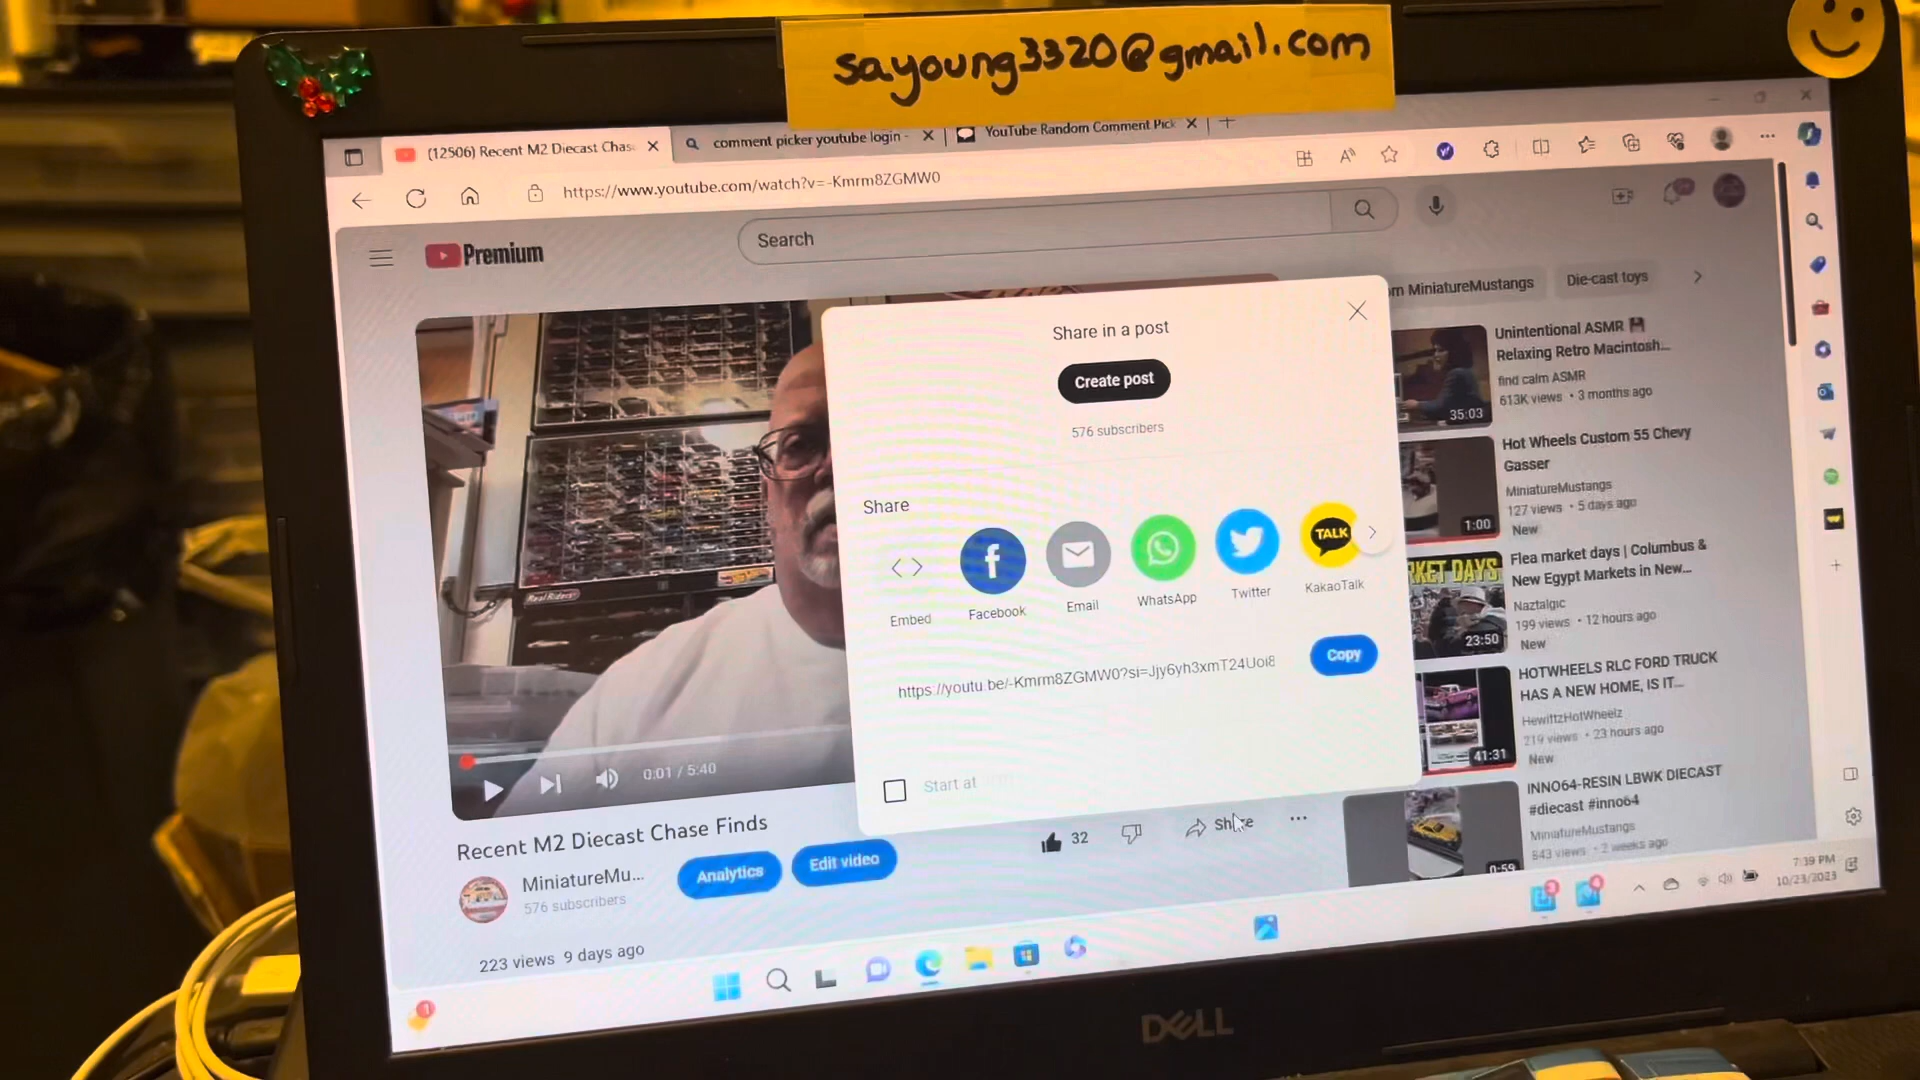 sayoung3320@gmail.com
(12506) Recent M2 Diecast Chas
comment picker youtube login -
YouTube Random Comment Pick
https://www.youtube.com/watch?v=-Kmrm8ZGMW0
Premium
Search
m MiniatureMustangs
Die-cast toys
Share in a post
Create post
576 subscribers
Share
TALK
Embed
Facebook
Email
WhatsApp
Twitter
KakaoTalk
https://youtu.be/-Kmrm8ZGMW0?si=Jjy6yh3xmT24Uoi8
Copy
Start at
0:01 / 5:40
Real Riders
Recent M2 Diecast Chase Finds
MiniatureMu...
576 subscribers
Analytics
Edit video
32
Share
223 views 9 days ago
Unintentional ASMR
Relaxing Retro Macintosh...
find calm ASMR
613K views • 3 months ago
35:03
Hot Wheels Custom 55 Chevy
Gasser
MiniatureMustangs
127 views • 5 days ago
New
1:00
Flea market days | Columbus &
New Egypt Markets in New...
Naztalgic
199 views • 12 hours ago
New
RKET DAYS
23:50
HOTWHEELS RLC FORD TRUCK
HAS A NEW HOME, IS IT...
HewittzHotWheelz
219 views • 23 hours ago
New
41:31
INNO64-RESIN LBWK DIECAST
#diecast #inno64
MiniatureMustangs
843 views • 2 weeks ago
0:59
7:39 PM
10/23/2023
DELL